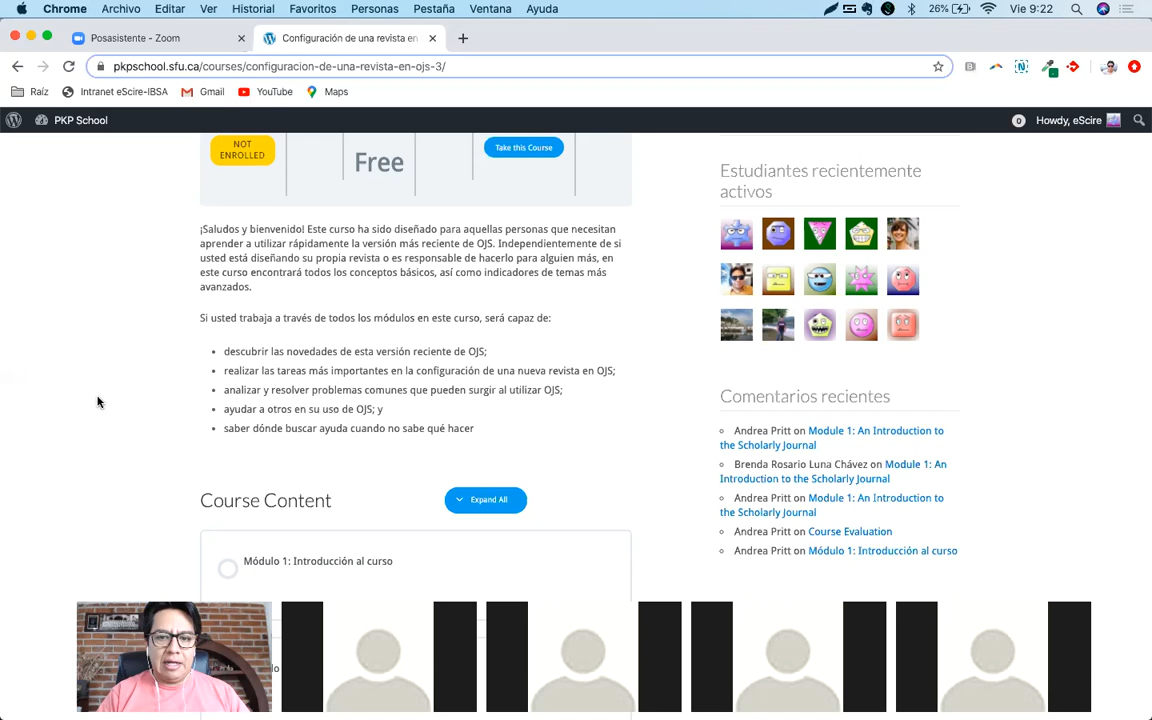 Chrome Archivo Editar Ver Historial Favoritos Personas Pestaña Ventana Ayuda 26% Vie 9:22
Posasistente - Zoom Configuración de una revista en
pkpschool.sfu.ca/courses/configuracion-de-una-revista-en-ojs-3/
Raíz Intranet eScire-IBSA Gmail YouTube Maps
PKP School 0 Howdy, eScire
NOT
ENROLLED
Free
Take this Course
¡Saludos y bienvenido! Este curso ha sido diseñado para aquellas personas que necesitan
aprender a utilizar rápidamente la versión más reciente de OJS. Independientemente de si
usted está diseñando su propia revista o es responsable de hacerlo para alguien más, en
este curso encontrará todos los conceptos básicos, así como indicadores de temas más
avanzados.
Si usted trabaja a través de todos los módulos en este curso, será capaz de:
• descubrir las novedades de esta versión reciente de OJS;
• realizar las tareas más importantes en la configuración de una nueva revista en OJS;
• analizar y resolver problemas comunes que pueden surgir al utilizar OJS;
• ayudar a otros en su uso de OJS; y
• saber dónde buscar ayuda cuando no sabe qué hacer
Course Content
Expand All
Módulo 1: Introducción al curso
Estudiantes recientemente
activos
Comentarios recientes
Andrea Pritt on Module 1: An Introduction to
the Scholarly Journal
Brenda Rosario Luna Chávez on Module 1: An
Introduction to the Scholarly Journal
Andrea Pritt on Module 1: An Introduction to
the Scholarly Journal
Andrea Pritt on Course Evaluation
Andrea Pritt on Módulo 1: Introducción al curso